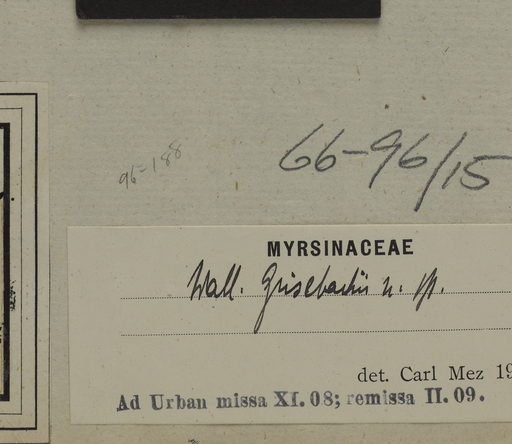 66-96/15
96-188
MYRSINACEAE
Wall. Grisebachii n. sp.
det. Carl Mez 19
Ad Urban missa XI. 08; remissa II. 09.